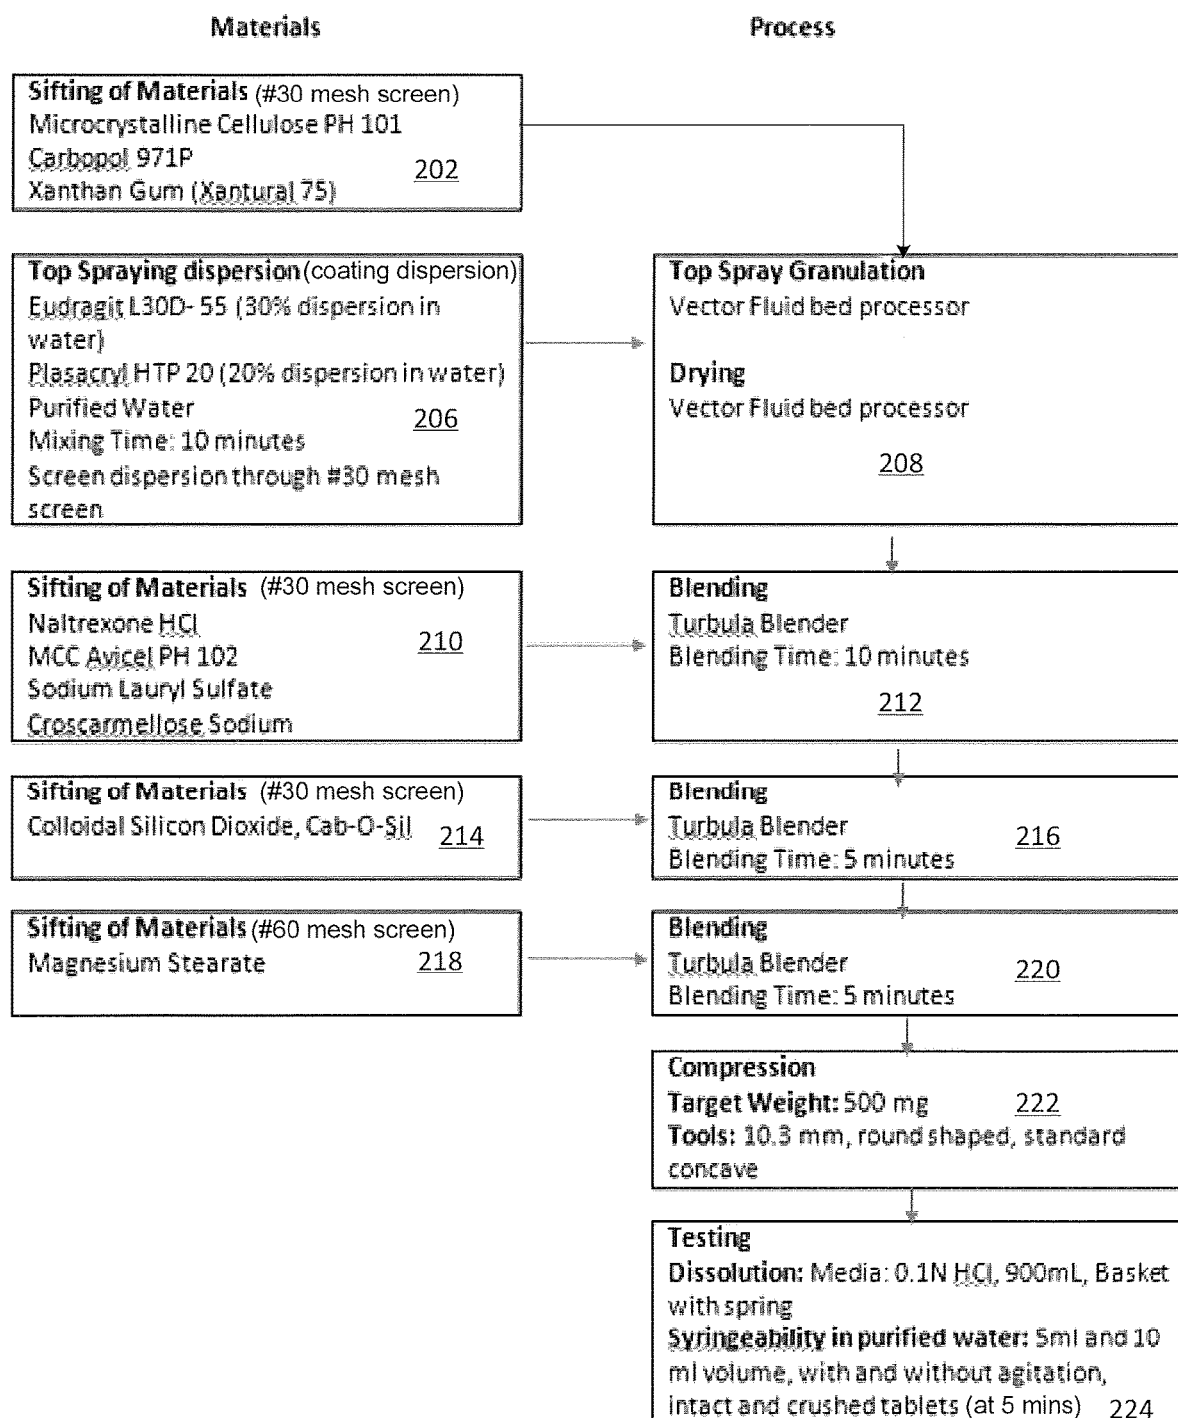 Materials
Process
Sifting of Materials (#30 mesh screen)
Microcrystalline Cellulose PH 101
Carbopol 971P
Xanthan Gum (Xantural 75)
202
Top Spraying dispersion (coating dispersion)
Eudragit L30D- 55 (30% dispersion in
water)
Plasacryl HTP 20 (20% dispersion in water)
Purified Water
Mixing Time: 10 minutes
Screen dispersion through #30 mesh
screen
206
Top Spray Granulation
Vector Fluid bed processor
Drying
Vector Fluid bed processor
208
Sifting of Materials (#30 mesh screen)
Naltrexone HCl
MCC Avicel PH 102
Sodium Lauryl Sulfate
Croscarmellose Sodium
210
Blending
Turbula Blender
Blending Time: 10 minutes
212
Sifting of Materials (#30 mesh screen)
Colloidal Silicon Dioxide, Cab-O-Sil
214
Blending
Turbula Blender
Blending Time: 5 minutes
216
Sifting of Materials (#60 mesh screen)
Magnesium Stearate
218
Blending
Turbula Blender
Blending Time: 5 minutes
220
Compression
Target Weight: 500 mg
Tools: 10.3 mm, round shaped, standard
concave
222
Testing
Dissolution: Media: 0.1N HCl, 900mL, Basket
with spring
Syringeability in purified water: 5ml and 10
ml volume, with and without agitation,
intact and crushed tablets (at 5 mins)
224